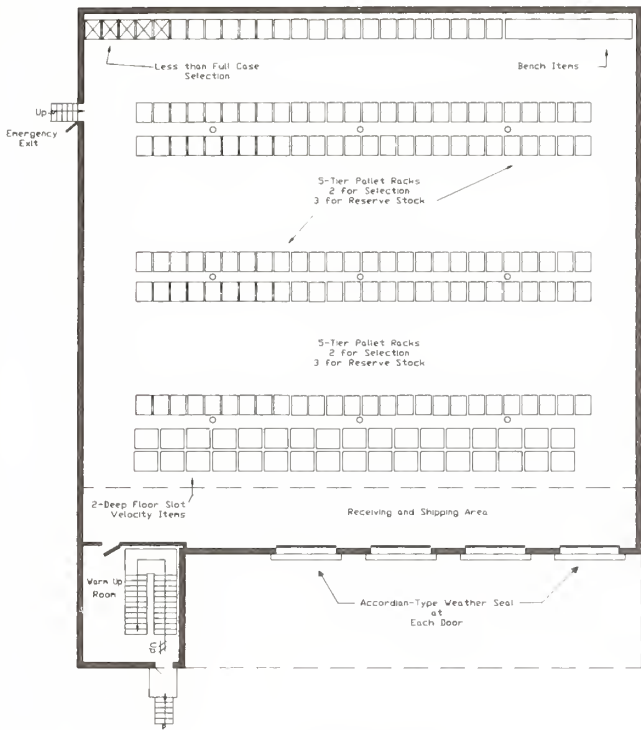 Less than Full Case
Selection
Bench Items
Up
Emergency
Exit
5-Tier Pallet Racks
2 for Selection
3 for Reserve Stock
5-Tier Pallet Racks
2 for Selection
3 for Reserve Stock
2-Deep Floor Slot
Velocity Items
Receiving and Shipping Area
Warm Up
Room
Accordian-Type Weather Seal
at
Each Door